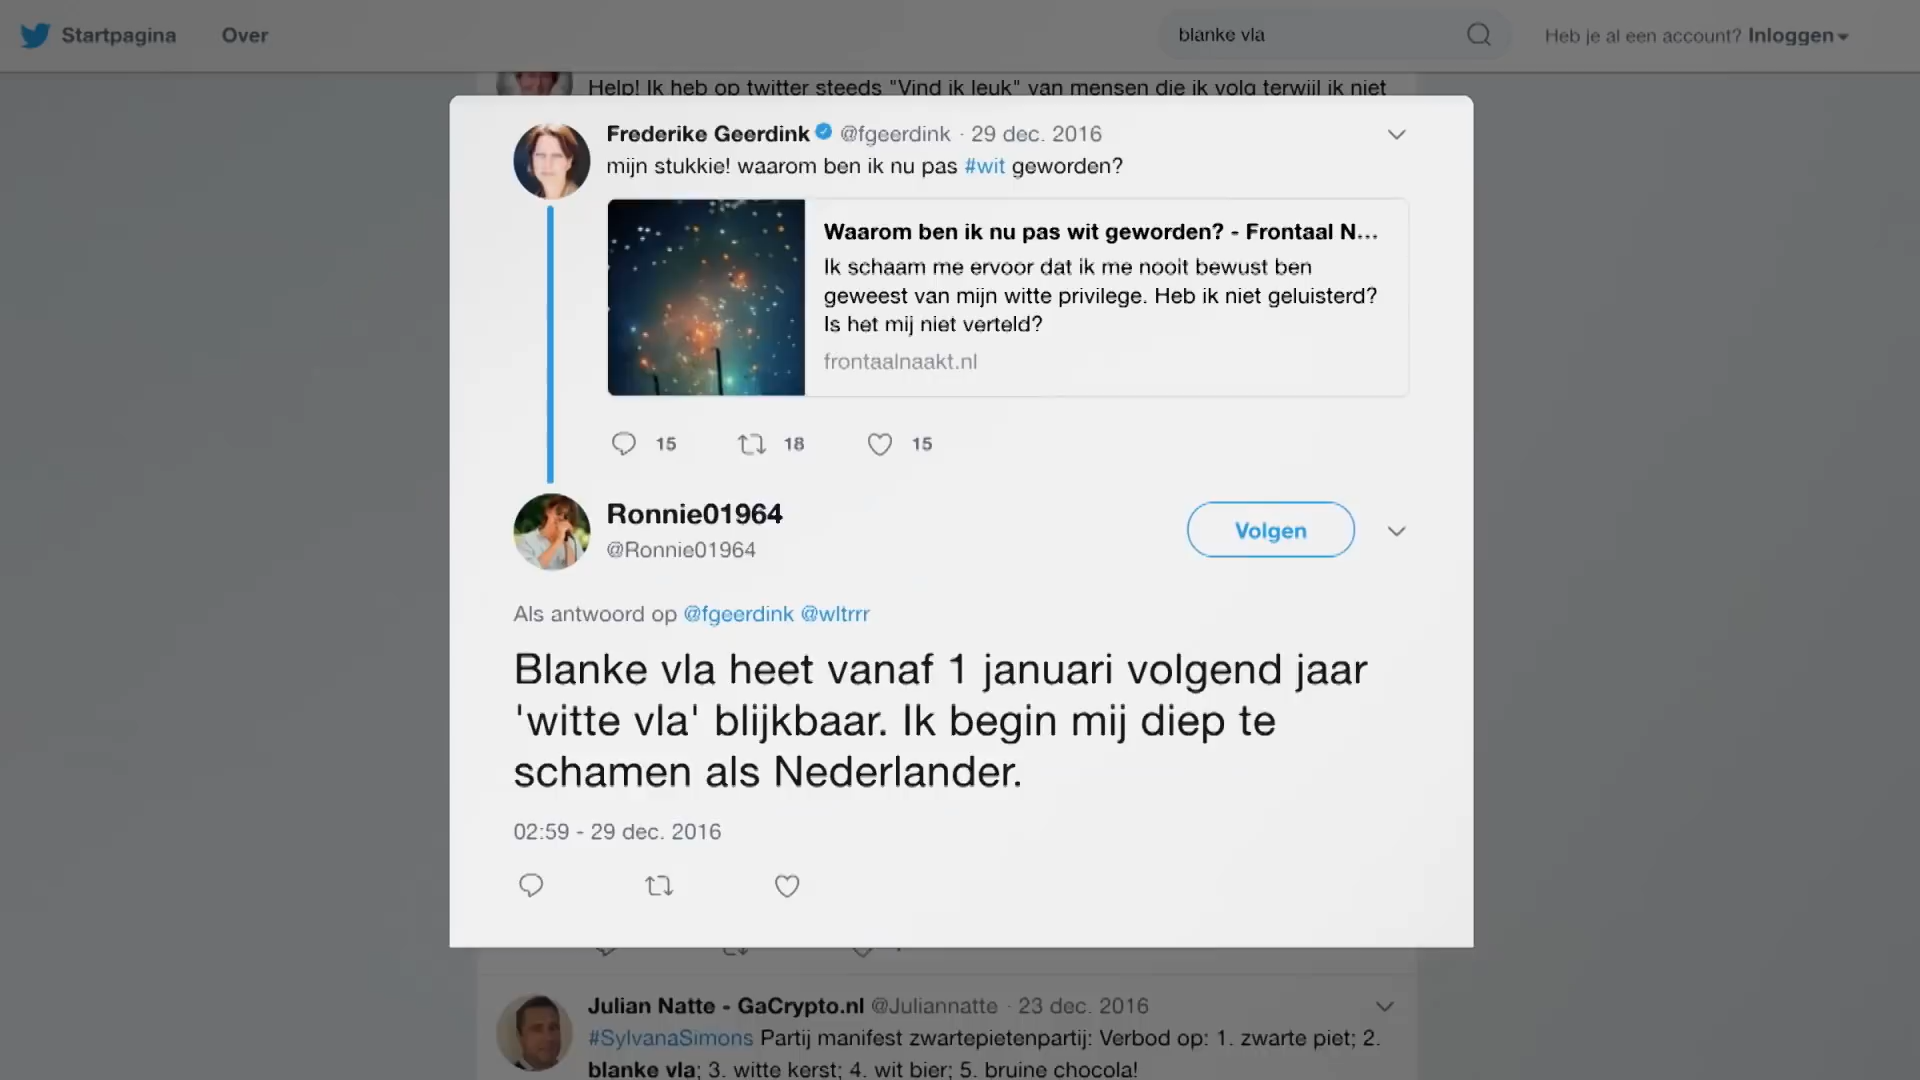 Startpagina Over blanke vla Heb je al een account? Inloggen
Help! Ik heb op twitter steeds "Vind ik leuk" van mensen die ik volg terwijl ik niet
Frederike Geerdink @fgeerdink · 29 dec. 2016
mijn stukkie! waarom ben ik nu pas #wit geworden?
Waarom ben ik nu pas wit geworden? - Frontaal N...
Ik schaam me ervoor dat ik me nooit bewust ben
geweest van mijn witte privilege. Heb ik niet geluisterd?
Is het mij niet verteld?
frontaalnaakt.nl
15 18 15
Ronnie01964
@Ronnie01964
Volgen
Als antwoord op @fgeerdink @wltrrr
Blanke vla heet vanaf 1 januari volgend jaar
'witte vla' blijkbaar. Ik begin mij diep te
schamen als Nederlander.
02:59 - 29 dec. 2016
Julian Natte - GaCrypto.nl @Juliannatte · 23 dec. 2016
#SylvanaSimons Partij manifest zwartepietenpartij: Verbod op: 1. zwarte piet; 2.
blanke vla; 3. witte kerst; 4. wit bier; 5. bruine chocola!